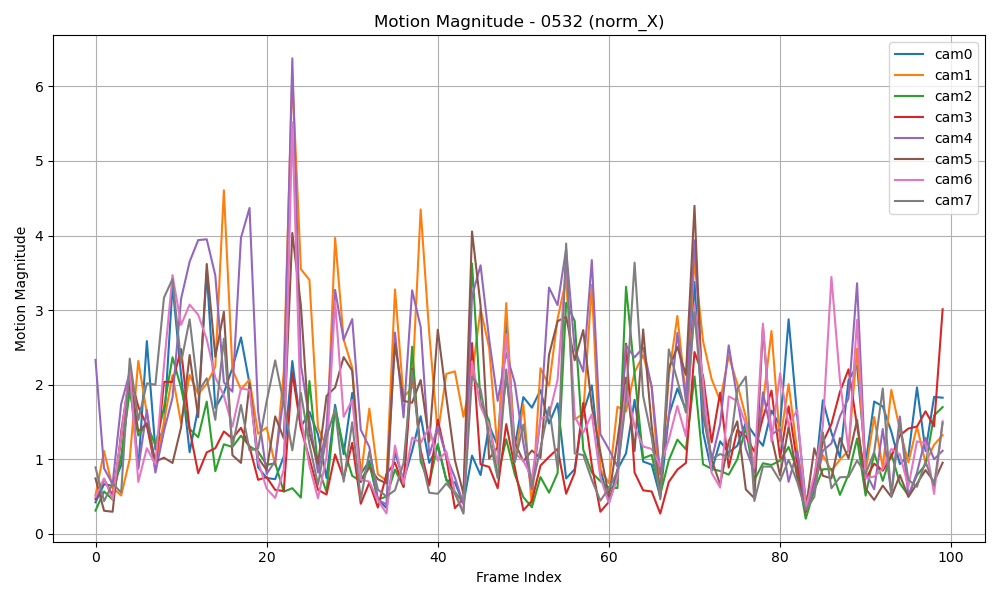 Motion Magnitude - 0532 (norm_X)
cam0
cam1
cam2
cam3
cam4
cam5
cam6
cam7
Motion Magnitude
6
5
4
3
2
1
0
0 20 40 60 80 100
Frame Index